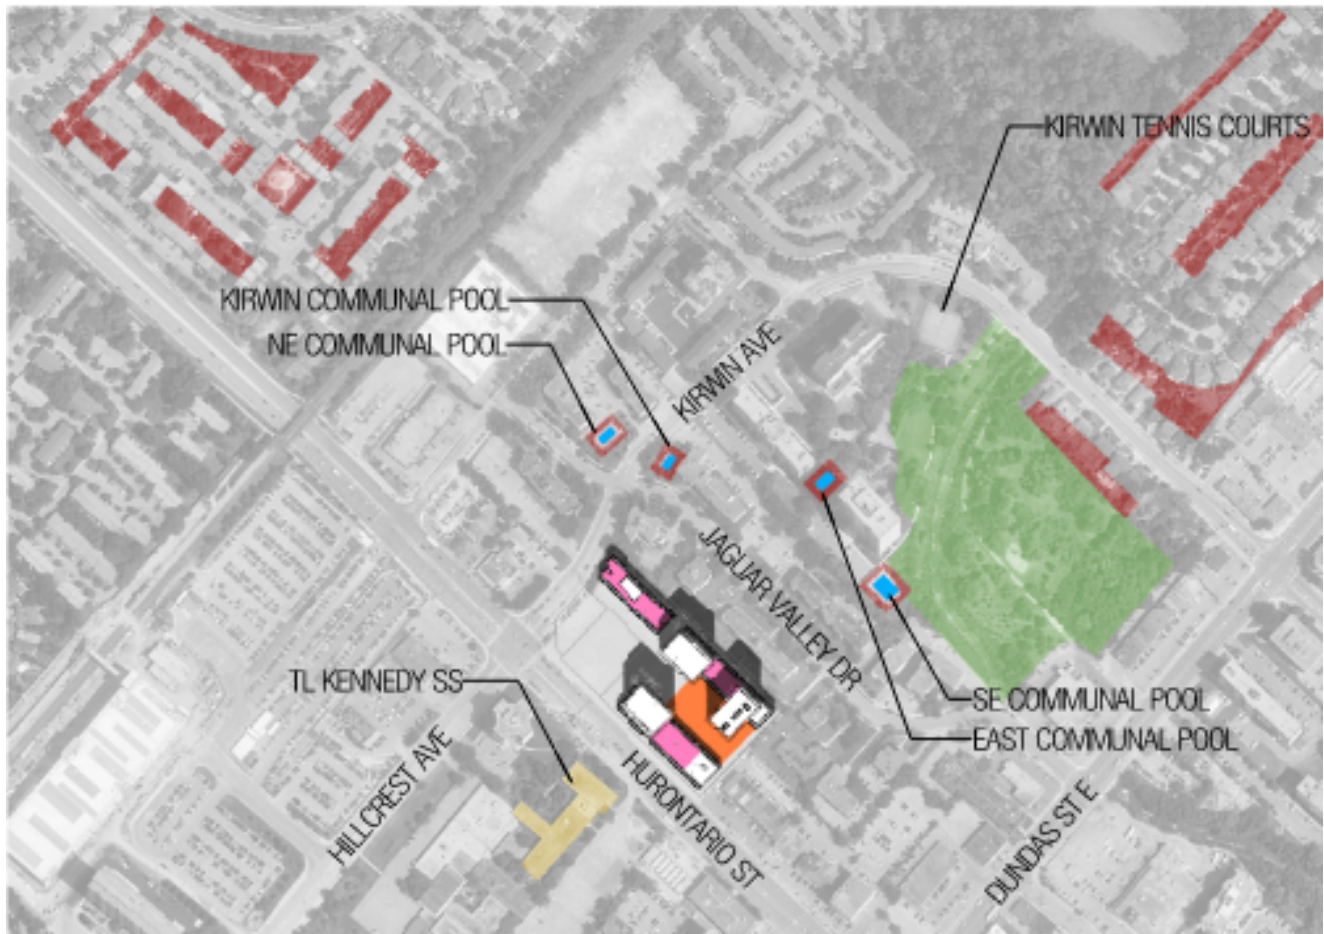 KIRWIN TENNIS COURTS
KIRWIN COMMUNAL POOL
NE COMMUNAL POOL
KIRWIN AVE
JAGUAR VALLEY DR
TL KENNEDY SS
SE COMMUNAL POOL
EAST COMMUNAL POOL
HILLCREST AVE
HURONTARIO ST
DUNDAS ST E